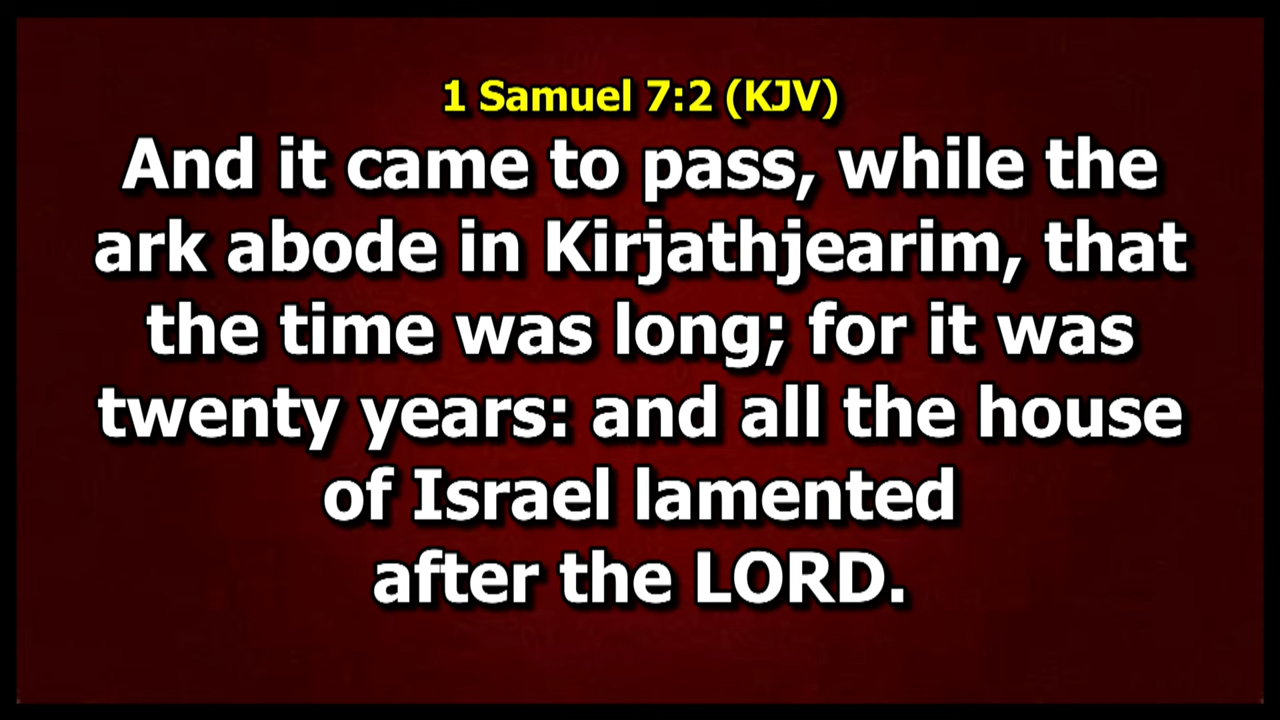 1 Samuel 7:2 (KJV)
And it came to pass, while the
ark abode in Kirjathjearim, that
the time was long; for it was
twenty years: and all the house
of Israel lamented
after the LORD.